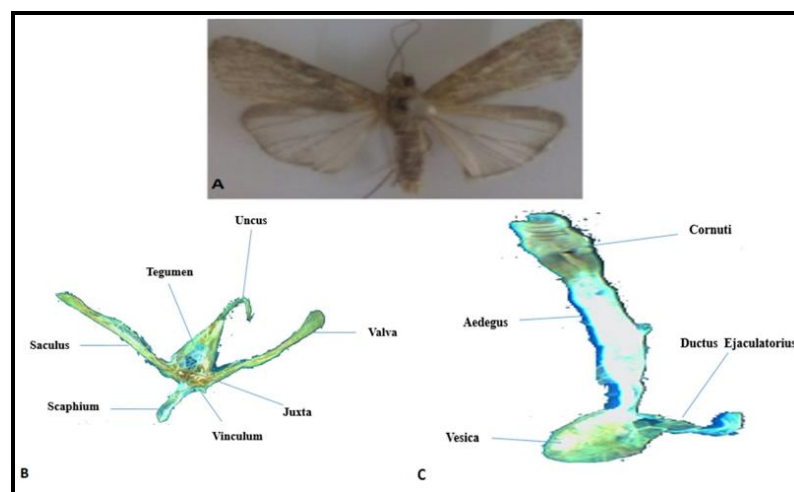 A
Uncus
Tegumen
Saculus
Valva
Scaphium
Juxta
Vinculum
B
Cornuti
Aedegus
Ductus Ejaculatorius
Vesica
C